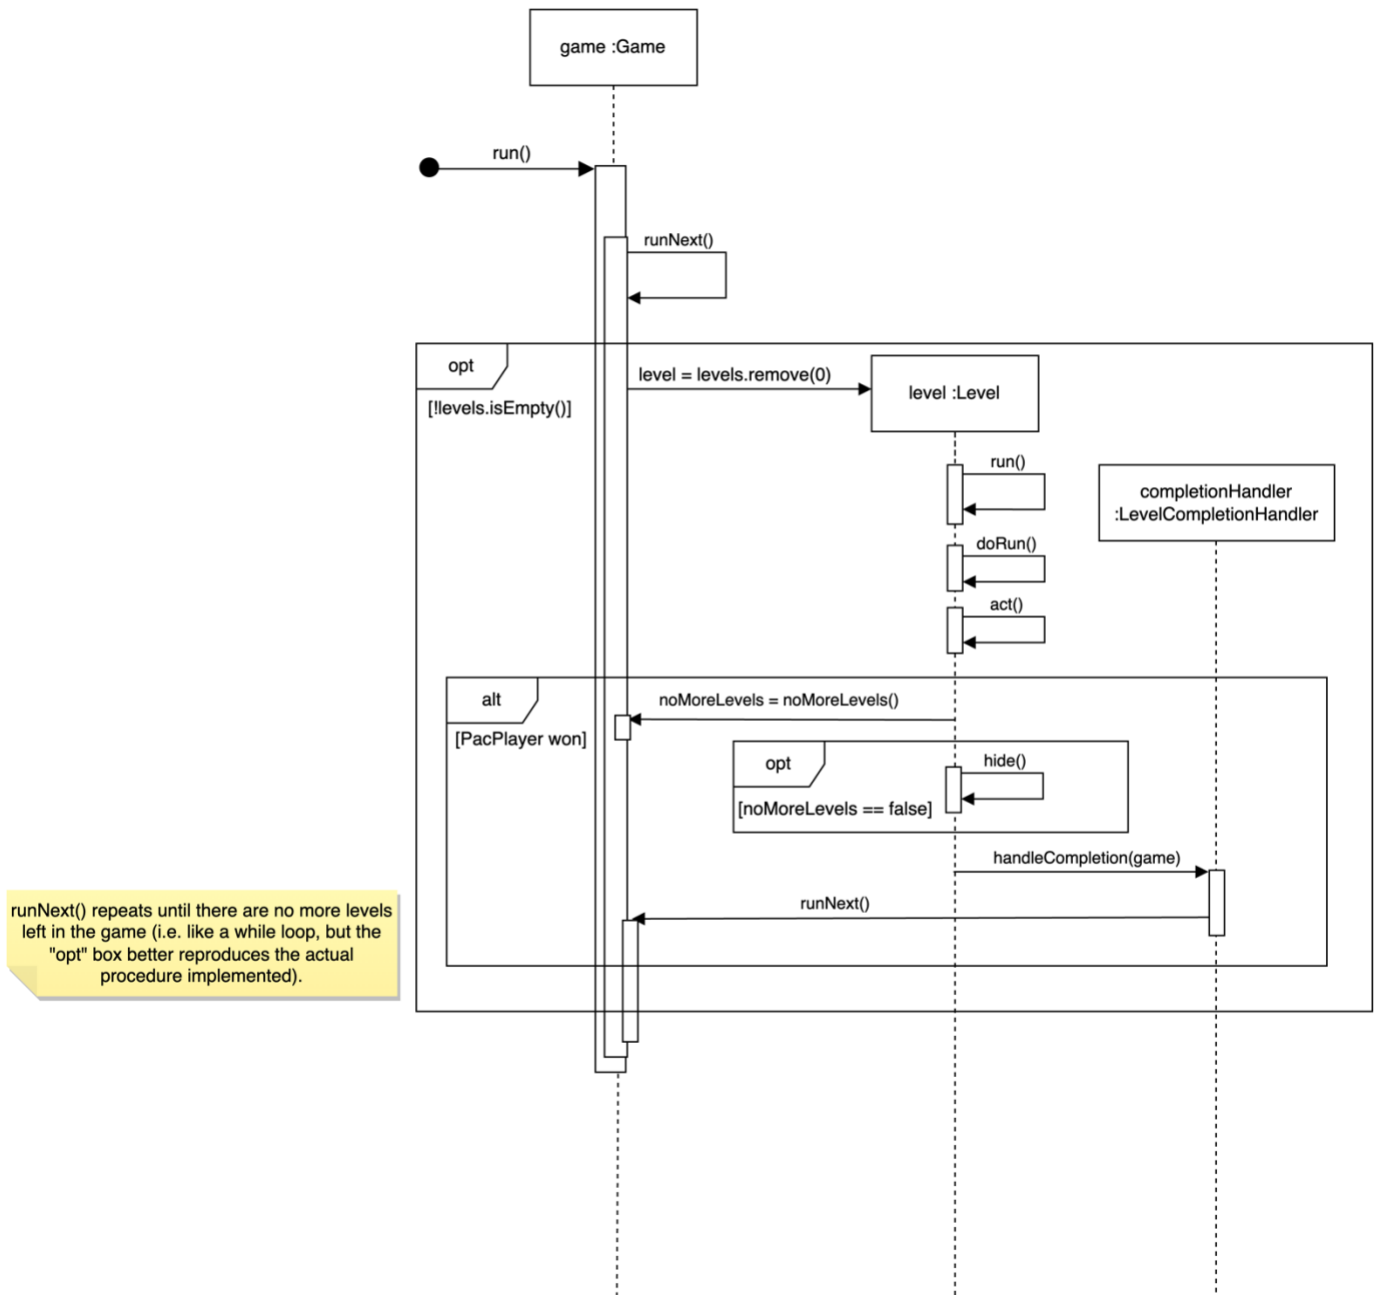 game :Game
run()
runNext()
opt
[!levels.isEmpty()]
level = levels.remove(0)
level :Level
run()
completionHandler
:LevelCompletionHandler
doRun()
act()
alt
[PacPlayer won]
noMoreLevels = noMoreLevels()
opt
[noMoreLevels == false]
hide()
handleCompletion(game)
runNext()
runNext() repeats until there are no more levels
left in the game (i.e. like a while loop, but the
"opt" box better reproduces the actual
procedure implemented).